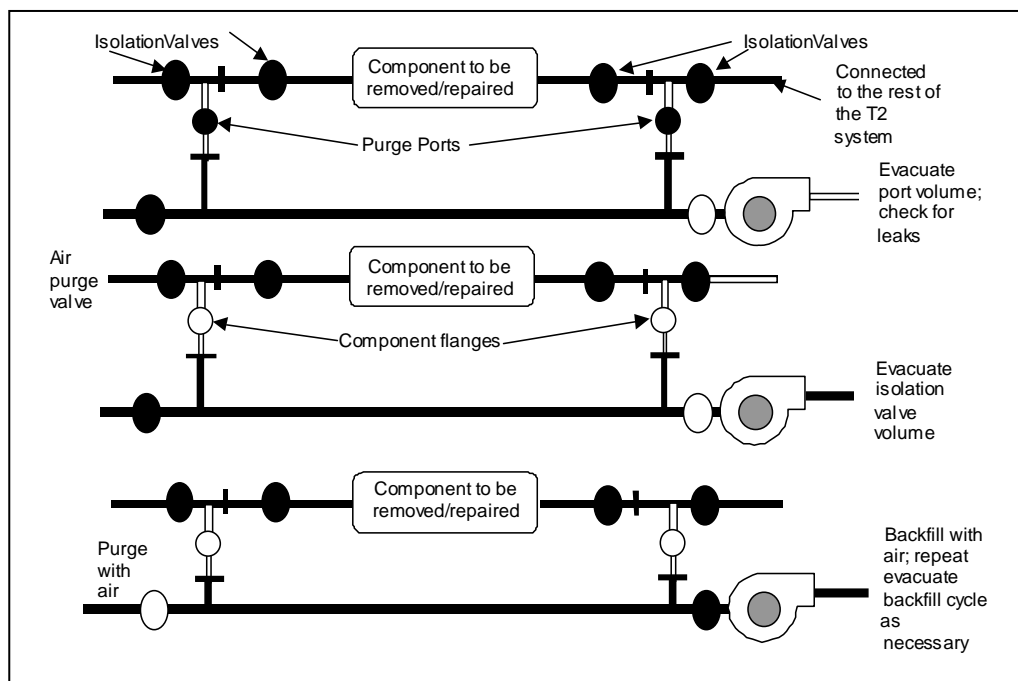 IsolationValves
IsolationValves
Component to be
removed/repaired
Connected
to the rest of
the T2
system
Purge Ports
Evacuate
port volume;
check for
leaks
Air
purge
valve
Component to be
removed/repaired
Component flanges
Evacuate
isolation
valve
volume
Component to be
removed/repaired
Purge
with
air
Backfill with
air; repeat
evacuate
backfill cycle
as
necessary